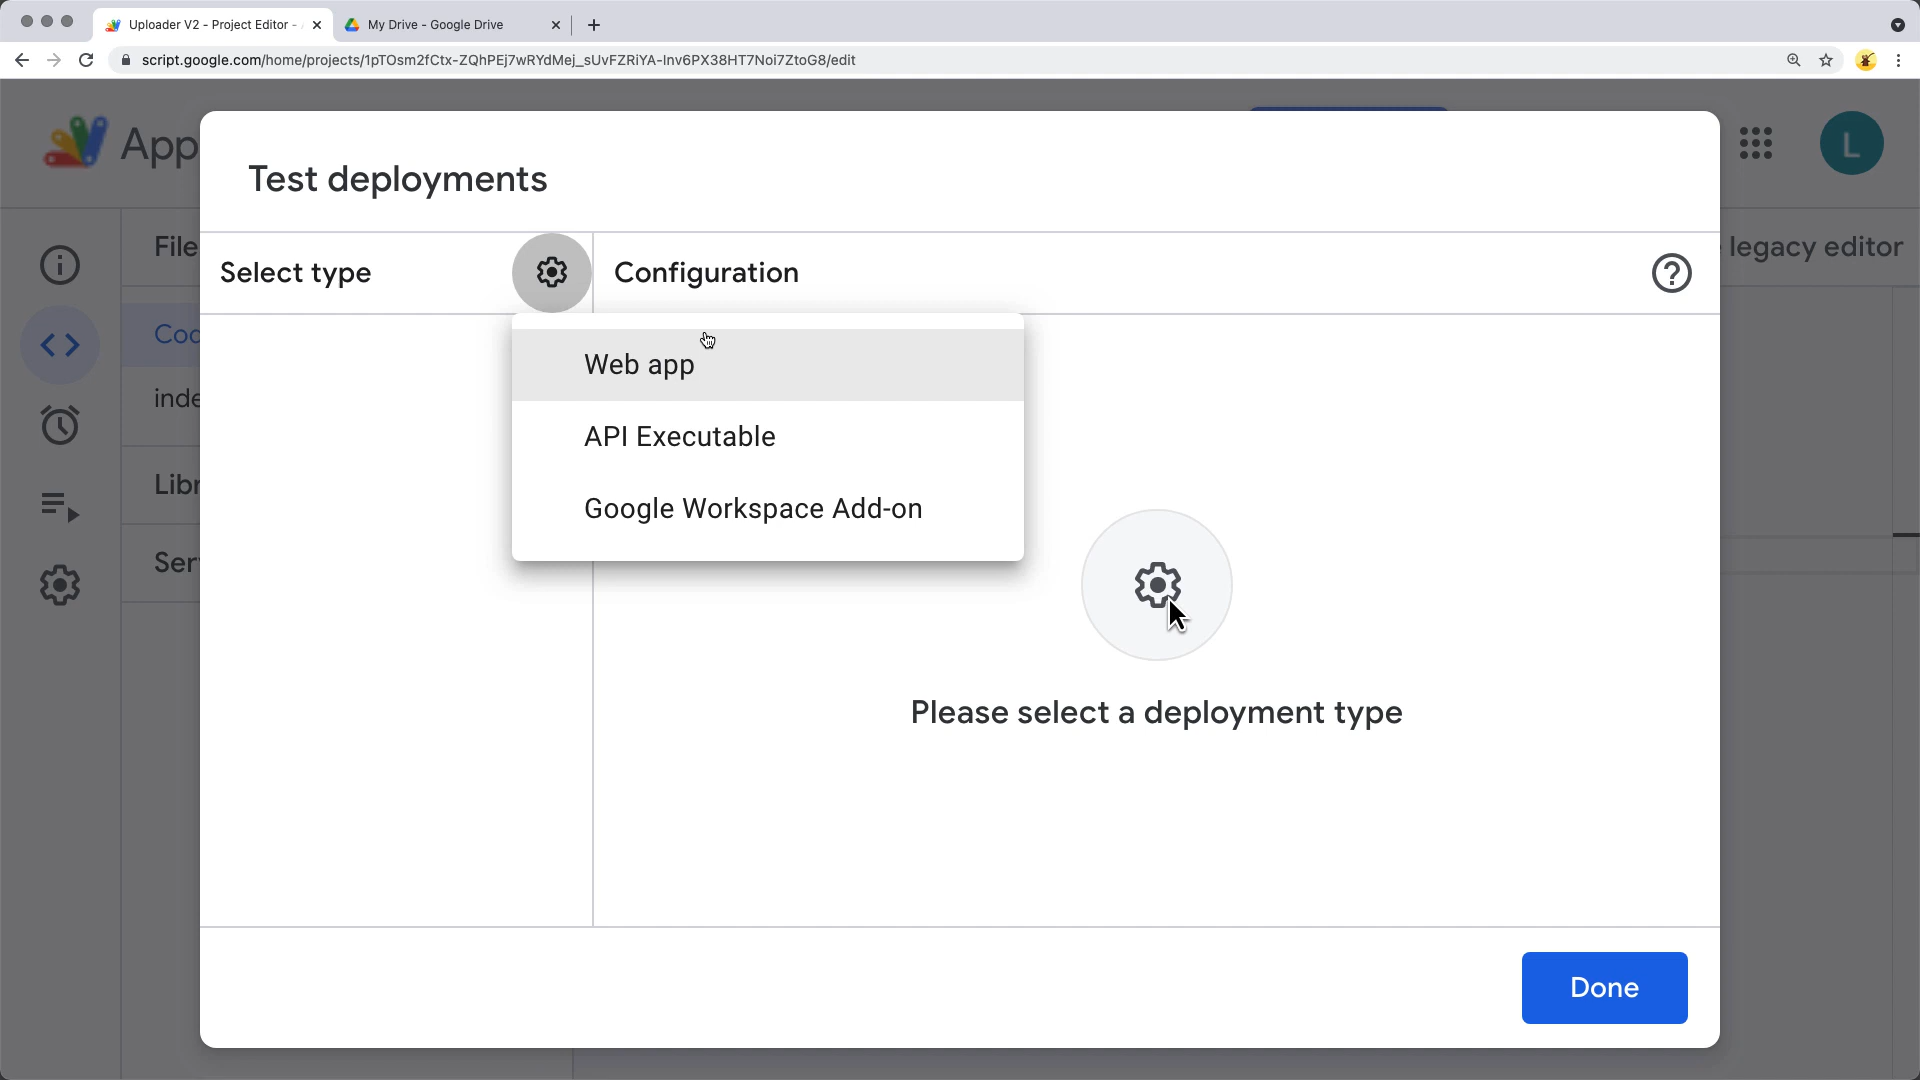 Uploader V2 - Project Editor -
My Drive - Google Drive
script.google.com/home/projects/1pTOsm2fCtx-ZQhPEj7wRYdMej_sUvFZRiYA-Inv6PX38HT7Noi7ZtoG8/edit
App
L
Test deployments
File
legacy editor
Select type
Configuration
Coo
Web app
inde
API Executable
Libr
Google Workspace Add-on
Ser
Please select a deployment type
Done